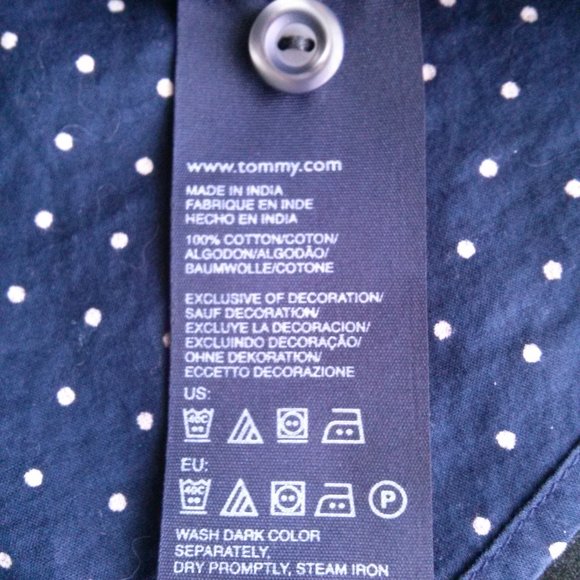 www.tommy.com
MADE IN INDIA
FABRIQUE EN INDE
HECHO EN INDIA
100% COTTON/COTON/
ALGODON/ALGODÃO/
BAUMWOLLE/COTONE
EXCLUSIVE OF DECORATION/
SAUF DECORATION/
EXCLUYE LA DECORACION/
EXCLUINDO DECORAÇÃO/
OHNE DEKORATION/
ECCETTO DECORAZIONE
US:
40C
EU:
40C P
WASH DARK COLOR
SEPARATELY,
DRY PROMPTLY, STEAM IRON